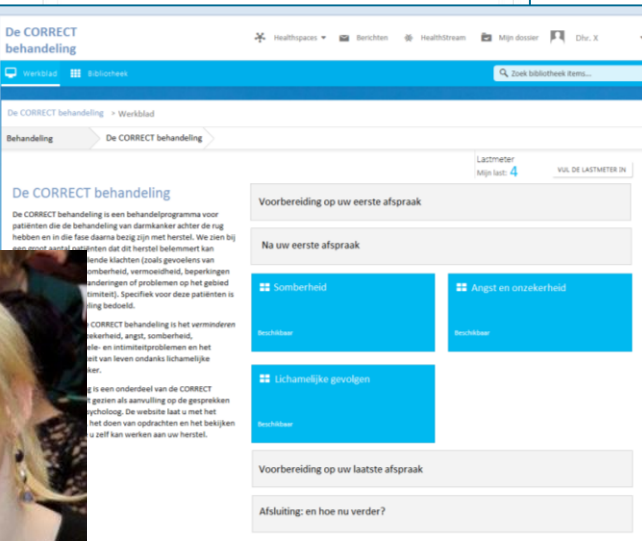 De CORRECT
behandeling
Healthspaces
Berichten
HealthStream
Mijn dossier
Div. X
Werkblad
Bibliotheek
Zoek bibliotheek items...
De CORRECT behandeling > Werkblad
Behandeling
De CORRECT behandeling
Lastmeter
Mijn last: 4
VUL DE LASTMETER IN
De CORRECT behandeling
De CORRECT behandeling is een behandelprogramma voor
patiënten die de behandeling van darmkanker achter de rug
hebben en in die fase daarna bezig zijn met herstel. We zien bij
een groot aantal patiënten dat dit herstel belemmert kan
lende klachten (zoals gevoelens van
omberheid, vermoeidheid, beperkingen
anderingen of problemen op het gebied
timiteit). Specifiek voor deze patiënten is
ling bedoeld.
CORRECT behandeling is het verminderen
zekerheid, angst, somberheid,
ele- en intimiteitproblemen en het
eit van leven ondanks lichamelijke
ker.
g is een onderdeel van de CORRECT
t gezien als aanvulling op de gesprekken
sycholoog. De website laat u met het
het doen van opdrachten en het bekijken
u zelf kan werken aan uw herstel.
Voorbereiding op uw eerste afspraak
Na uw eerste afspraak
Somberheid
Beschikbaar
Angst en onzekerheid
Beschikbaar
Lichamelijke gevolgen
Beschikbaar
Voorbereiding op uw laatste afspraak
Afsluiting: en hoe nu verder?